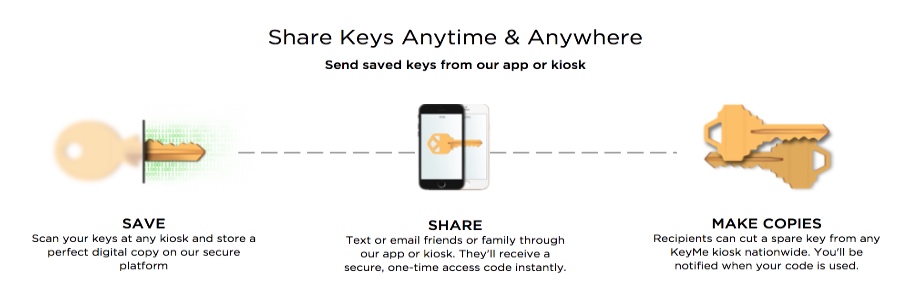 Share Keys Anytime & Anywhere
Send saved keys from our app or kiosk
SAVE
Scan your keys at any kiosk and store a
perfect digital copy on our secure
platform
SHARE
Text or email friends or family through
our app or kiosk. They'll receive a
secure, one-time access code instantly.
MAKE COPIES
Recipients can cut a spare key from any
KeyMe kiosk nationwide. You'll be
notified when your code is used.